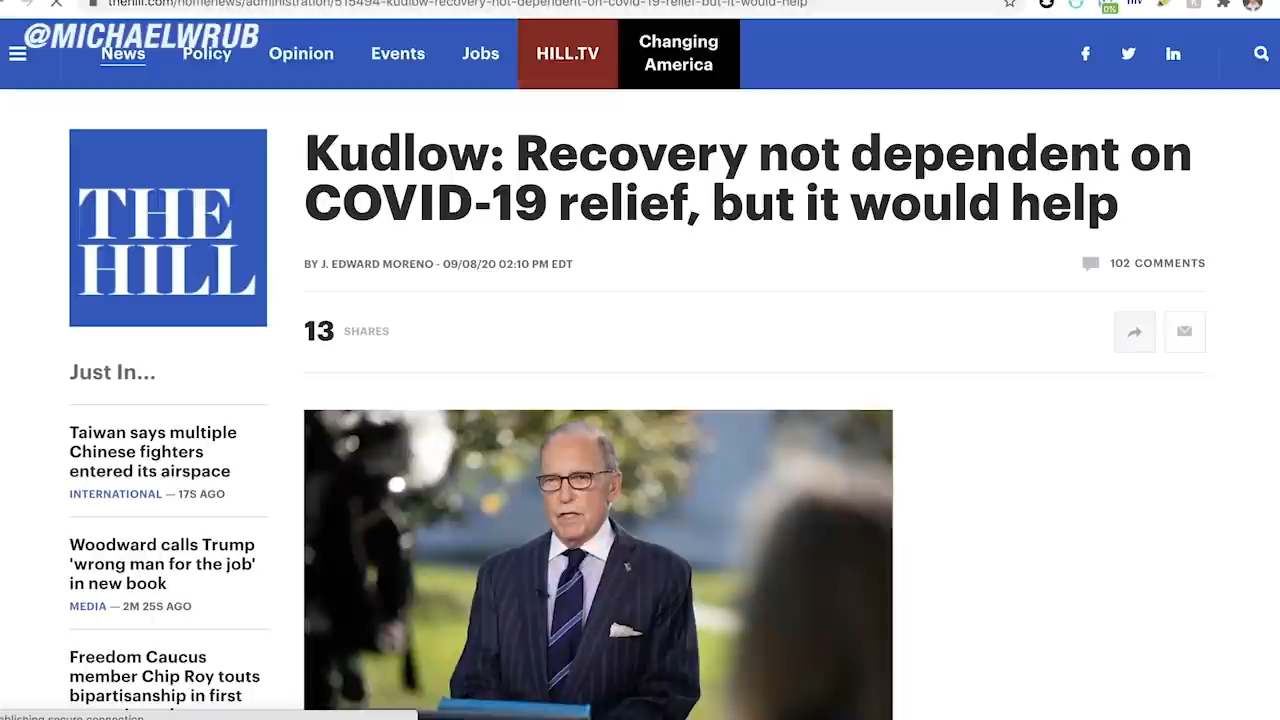 thehill.com/homenews/administration/515494-kudlow-recovery-not-dependent-on-covid-19-relief-but-it-would-help
@MICHAELWRUB
News Policy Opinion Events Jobs HILL.TV Changing
America
Kudlow: Recovery not dependent on
COVID-19 relief, but it would help
BY J. EDWARD MORENO - 09/08/20 02:10 PM EDT
102 COMMENTS
13 SHARES
THE
HILL
Just In...
Taiwan says multiple
Chinese fighters
entered its airspace
INTERNATIONAL — 17S AGO
Woodward calls Trump
'wrong man for the job'
in new book
MEDIA — 2M 25S AGO
Freedom Caucus
member Chip Roy touts
bipartisanship in first
0%